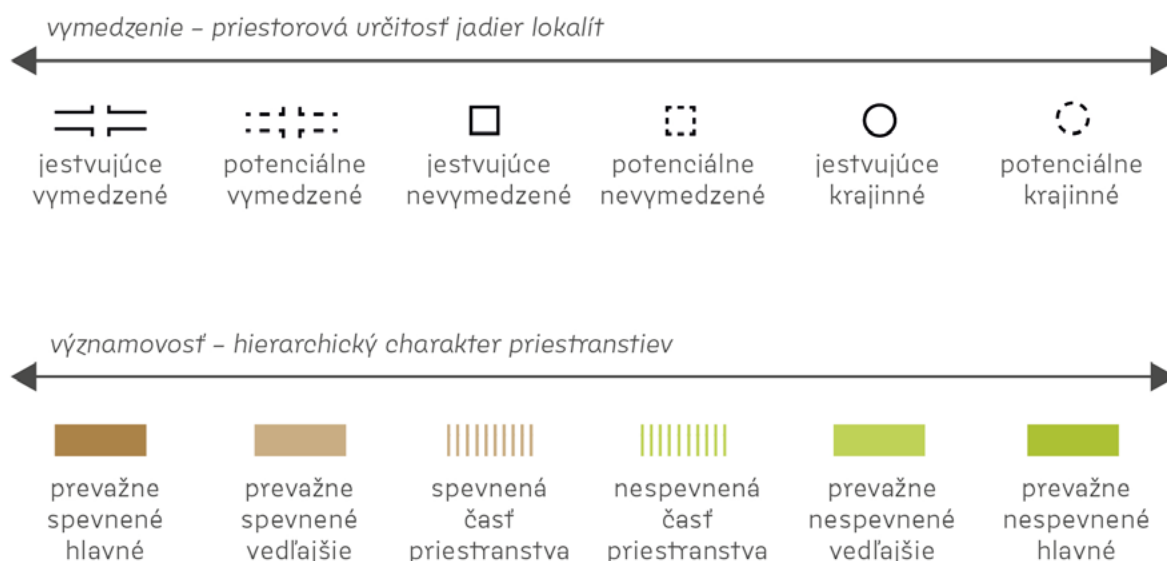 vymedzenie – priestorová určitosť jadier lokalít
jestvujúce
vymedzené
potenciálne
vymedzené
jestvujúce
nevymedzené
potenciálne
nevymedzené
jestvujúce
krajinné
potenciálne
krajinné
významovosť – hierarchický charakter priestranstiev
prevažne
spevnené
hlavné
prevažne
spevnené
vedľajšie
spevnená
časť
priestranstva
nespevnená
časť
priestranstva
prevažne
nespevnené
vedľajšie
prevažne
nespevnené
hlavné